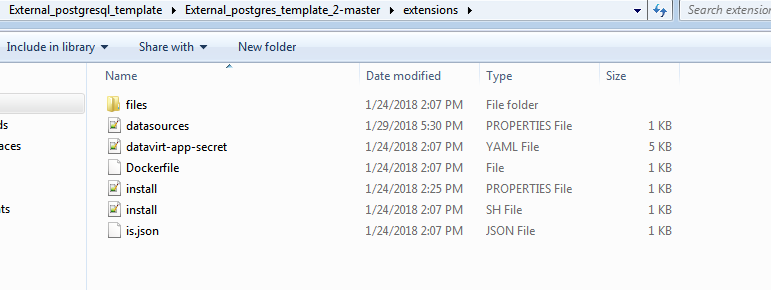 External_postgresql_template External_postgres_template_2-master extensions Search extension
Include in library Share with New folder
Name Date modified Type Size
files 1/24/2018 2:07 PM File folder
datasources 1/29/2018 5:30 PM PROPERTIES File 1 KB
datavirt-app-secret 1/24/2018 2:07 PM YAML File 5 KB
Dockerfile 1/24/2018 2:07 PM File 1 KB
install 1/24/2018 2:25 PM PROPERTIES File 1 KB
install 1/24/2018 2:07 PM SH File 1 KB
is.json 1/24/2018 2:07 PM JSON File 1 KB